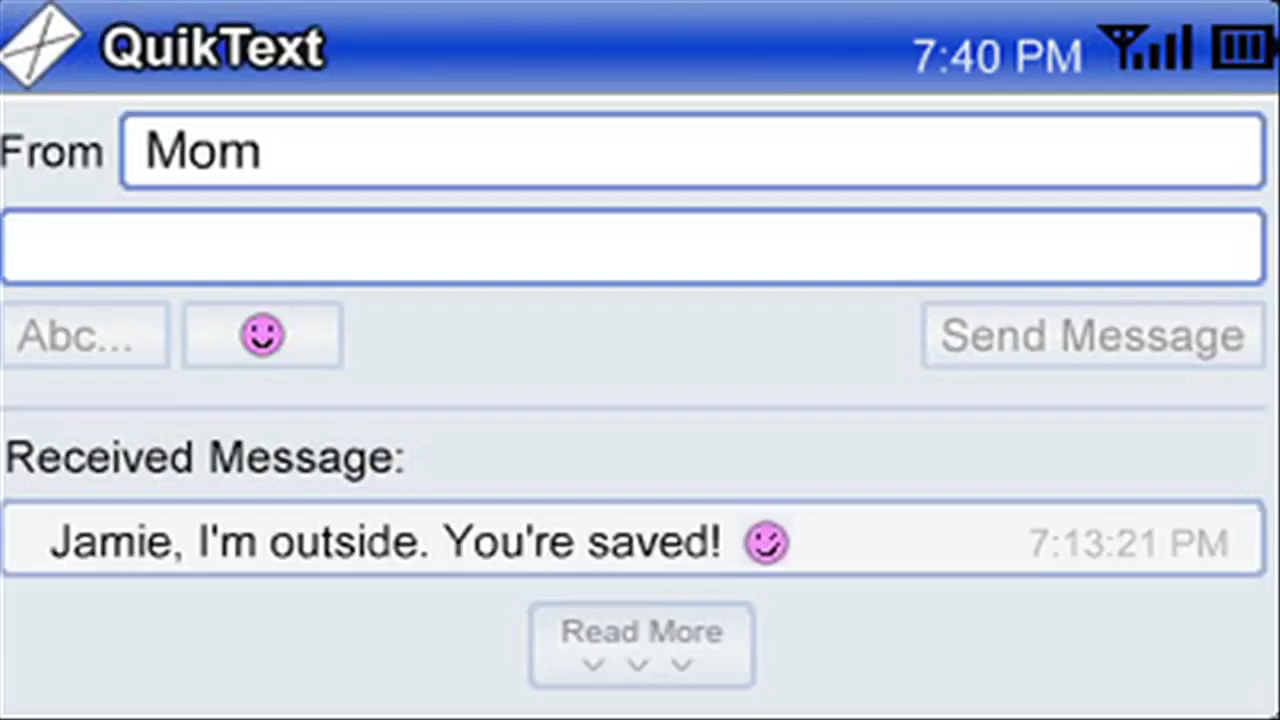 QuikText
7:40 PM
From Mom
Abc...
Send Message
Received Message:
Jamie, I'm outside. You're saved! 7:13:21 PM
Read More